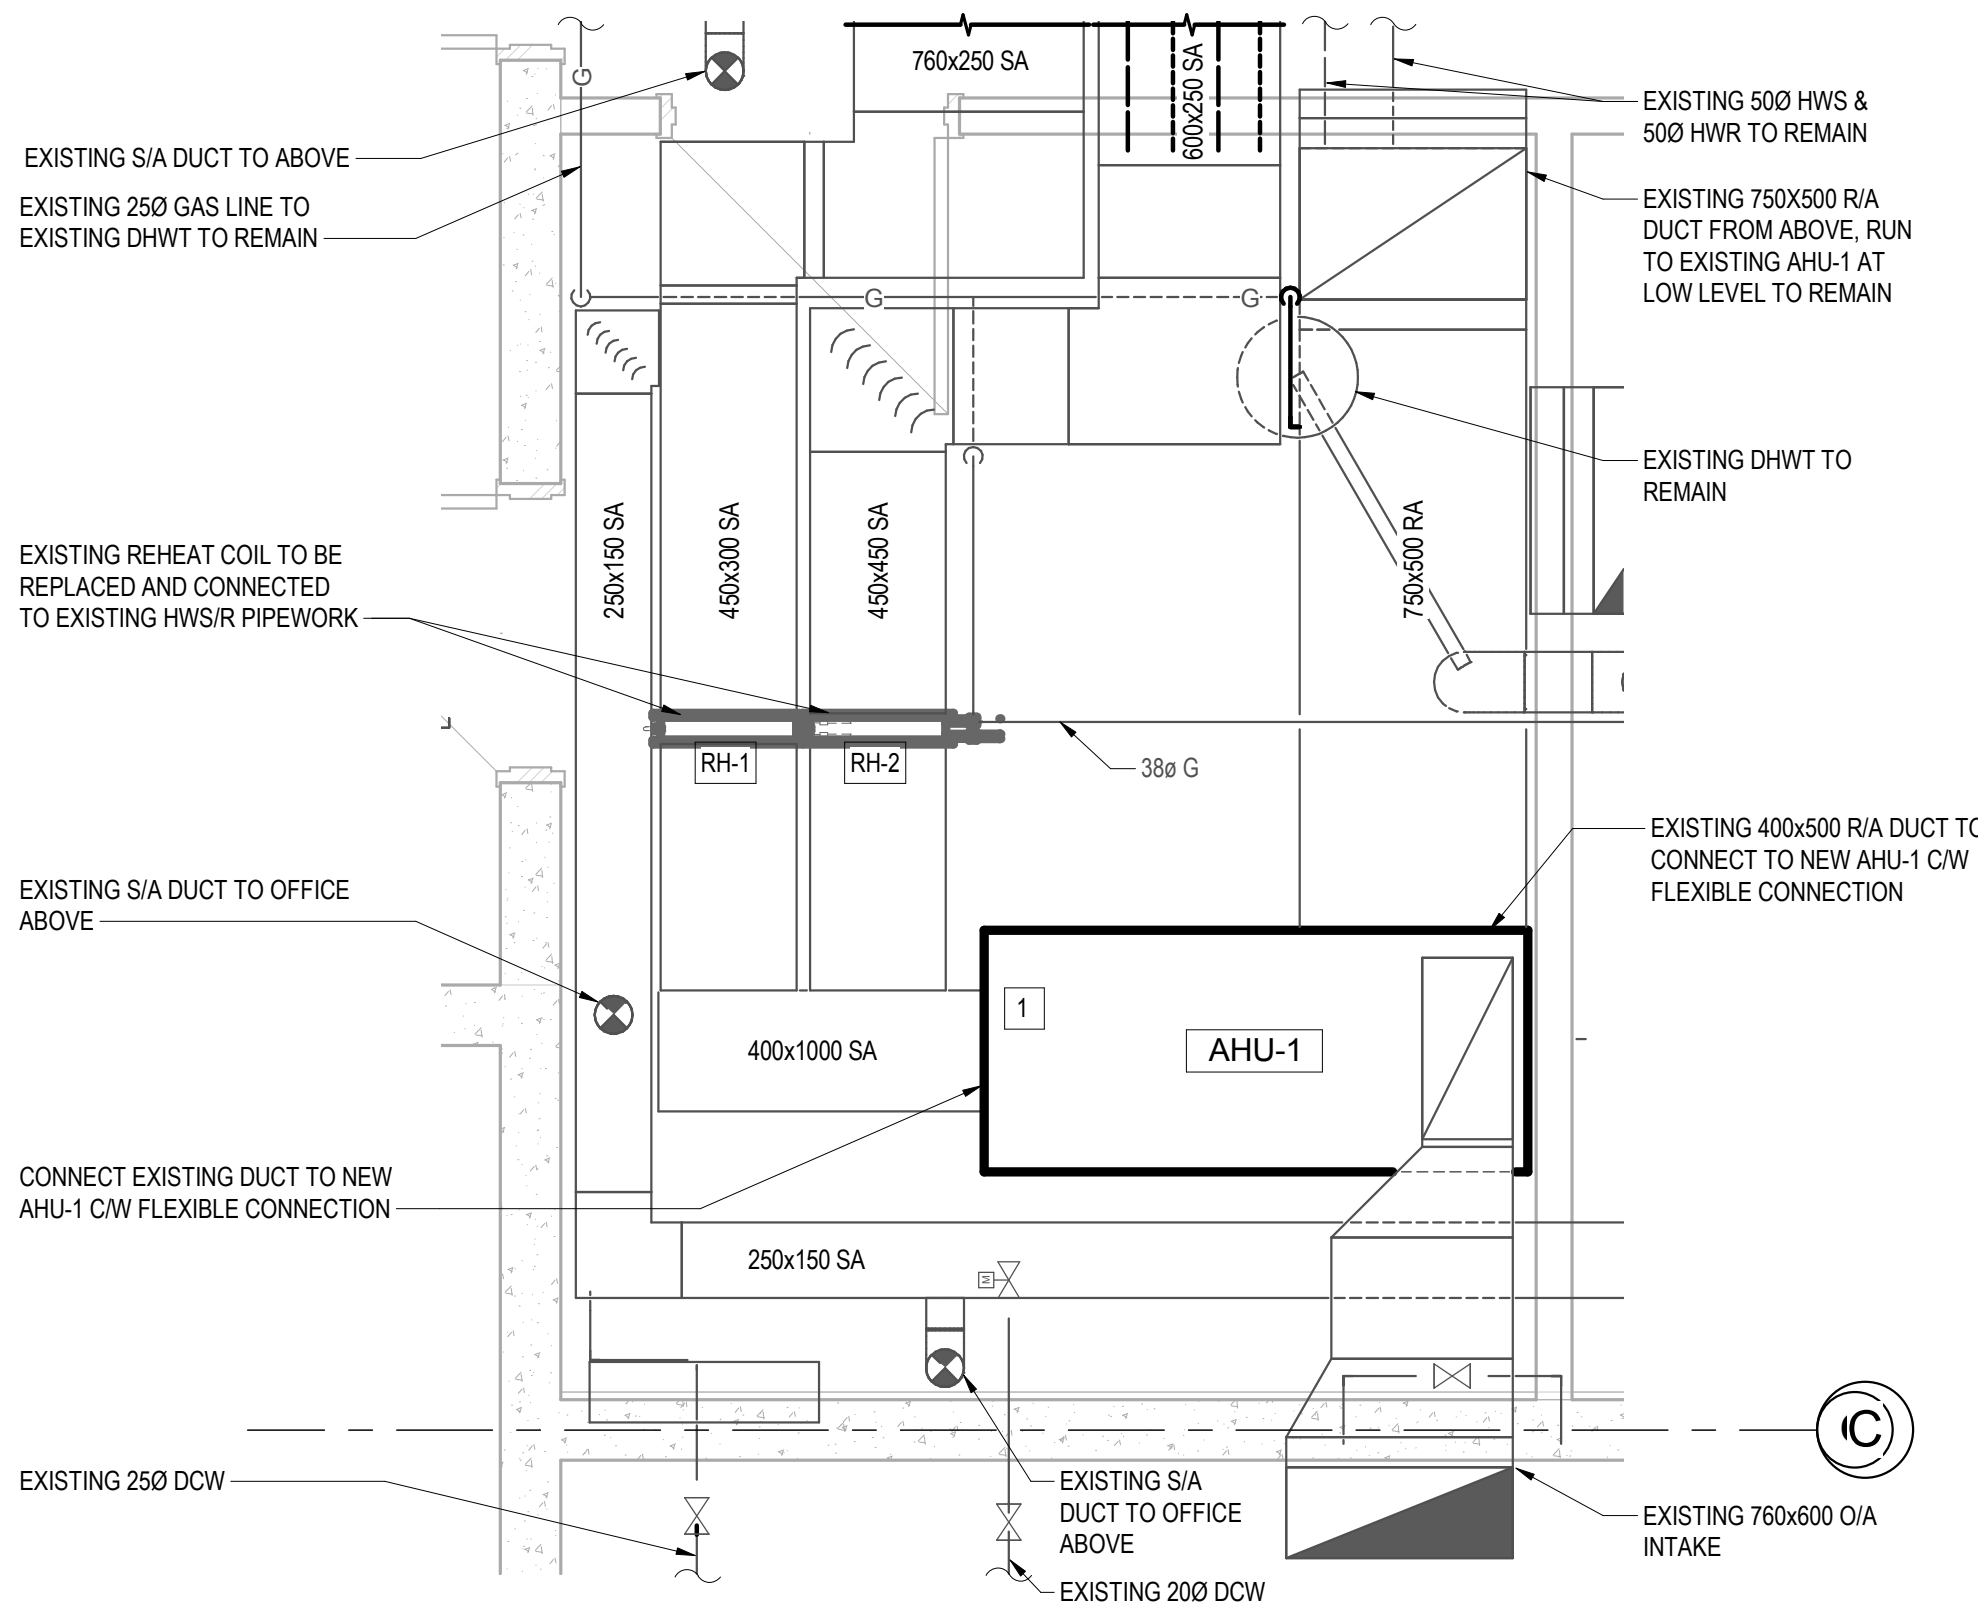 760x250 SA
600x250 SA
G
EXISTING S/A DUCT TO ABOVE
EXISTING 25Ø GAS LINE TO
EXISTING DHWT TO REMAIN
EXISTING 50Ø HWS &
50Ø HWR TO REMAIN
EXISTING 750X500 R/A
DUCT FROM ABOVE, RUN
TO EXISTING AHU-1 AT
LOW LEVEL TO REMAIN
G
G
EXISTING DHWT TO
REMAIN
250x150 SA
450x300 SA
450x450 SA
750x500 RA
EXISTING REHEAT COIL TO BE
REPLACED AND CONNECTED
TO EXISTING HWS/R PIPEWORK
RH-1
RH-2
38ø G
EXISTING 400x500 R/A DUCT TO
CONNECT TO NEW AHU-1 C/W
FLEXIBLE CONNECTION
EXISTING S/A DUCT TO OFFICE
ABOVE
1
AHU-1
400x1000 SA
CONNECT EXISTING DUCT TO NEW
AHU-1 C/W FLEXIBLE CONNECTION
250x150 SA
M
C
EXISTING 25Ø DCW
EXISTING S/A
DUCT TO OFFICE
ABOVE
EXISTING 760x600 O/A
INTAKE
EXISTING 20Ø DCW